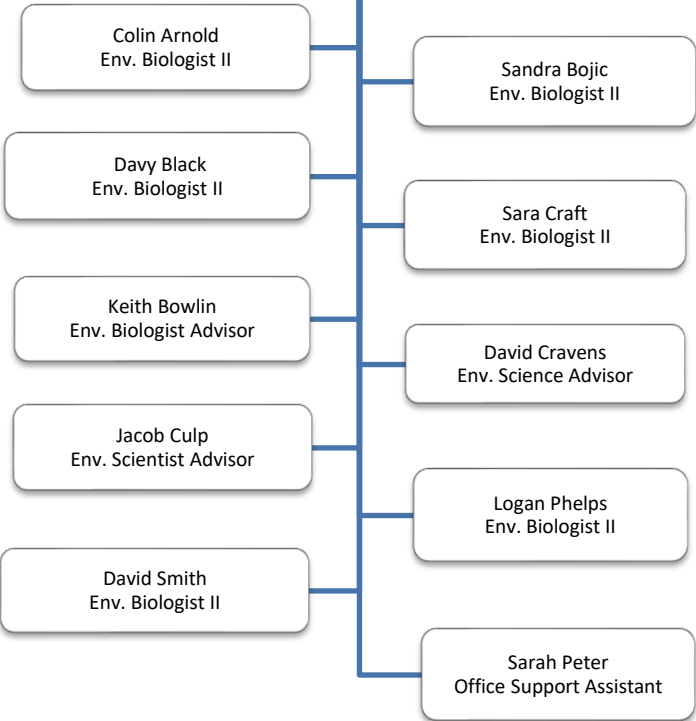 Colin Arnold
Env. Biologist II
Sandra Bojic
Env. Biologist II
Davy Black
Env. Biologist II
Sara Craft
Env. Biologist II
Keith Bowlin
Env. Biologist Advisor
David Cravens
Env. Science Advisor
Jacob Culp
Env. Scientist Advisor
Logan Phelps
Env. Biologist II
David Smith
Env. Biologist II
Sarah Peter
Office Support Assistant